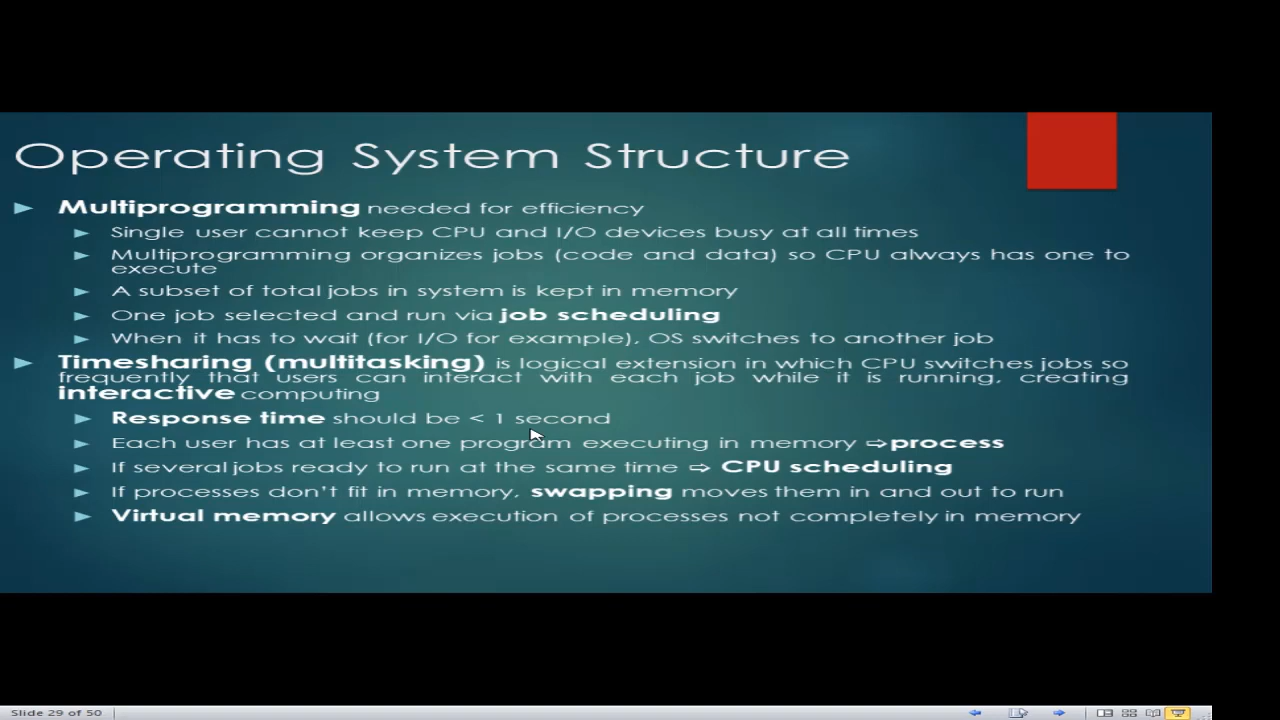 Operating System Structure
► Multiprogramming needed for efficiency
► Single user cannot keep CPU and I/O devices busy at all times
► Multiprogramming organizes jobs (code and data) so CPU always has one to
execute
► A subset of total jobs in system is kept in memory
► One job selected and run via job scheduling
► When it has to wait (for I/O for example), OS switches to another job
► Timesharing (multitasking) is logical extension in which CPU switches jobs so
frequently that users can interact with each job while it is running, creating
interactive computing
► Response time should be < 1 second
► Each user has at least one program executing in memory ⇨process
► If several jobs ready to run at the same time ⇨ CPU scheduling
► If processes don't fit in memory, swapping moves them in and out to run
► Virtual memory allows execution of processes not completely in memory
Slide 29 of 50